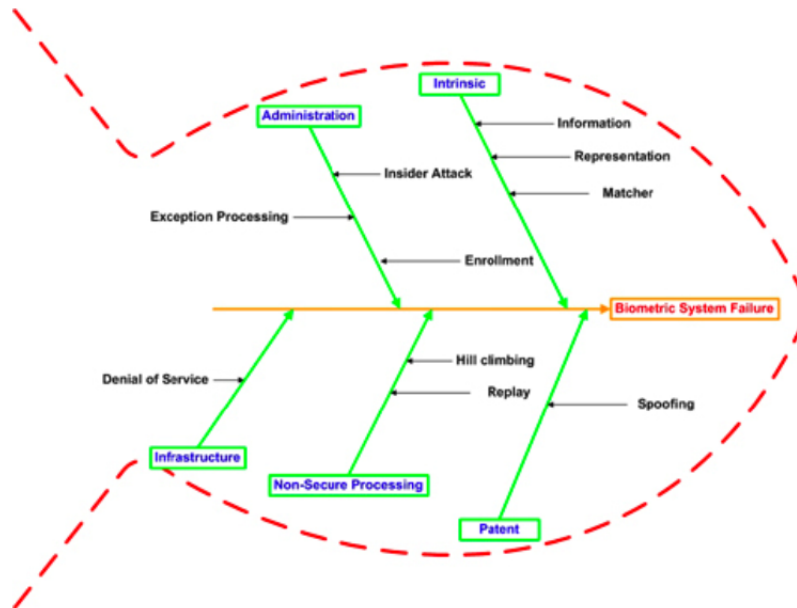 Intrinsic
Administration
Information
Representation
Insider Attack
Matcher
Exception Processing
Enrollment
Biometric System Failure
Hill climbing
Denial of Service
Replay
Spoofing
Infrastructure
Non-Secure Processing
Patent